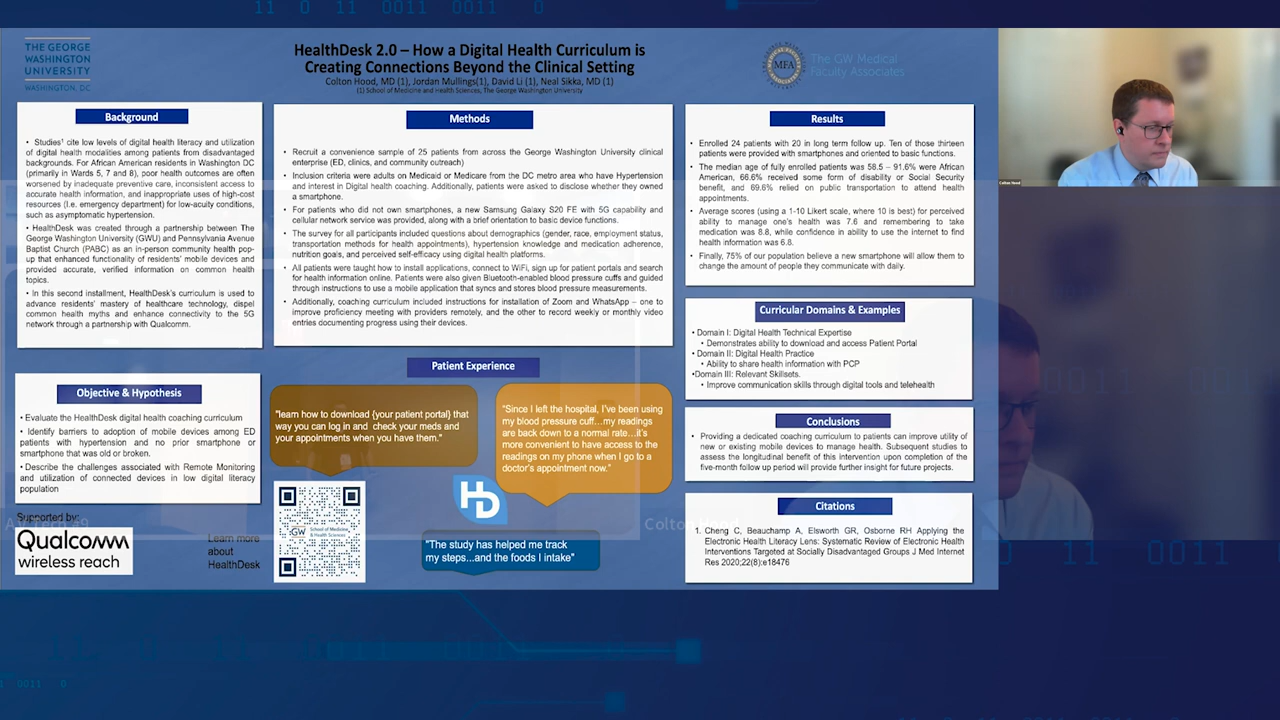 11 0 11 0011 0011 0
THE GEORGE
WASHINGTON
UNIVERSITY
WASHINGTON, DC
HealthDesk 2.0 – How a Digital Health Curriculum is
Creating Connections Beyond the Clinical Setting
Colton Hood, MD (1), Jordan Mullings(1), David Li (1), Neal Sikka, MD (1)
(1) School of Medicine and Health Sciences, The George Washington University
MFA
The GW Medical
Faculty Associates
Background
• Studies¹ cite low levels of digital health literacy and utilization
of digital health modalities among patients from disadvantaged
backgrounds. For African American residents in Washington DC
(primarily in Wards 5, 7 and 8), poor health outcomes are often
worsened by inadequate preventive care, inconsistent access to
accurate health information, and inappropriate uses of high-cost
resources (i.e. emergency department) for low-acuity conditions,
such as asymptomatic hypertension.
• HealthDesk was created through a partnership between The
George Washington University (GWU) and Pennsylvania Avenue
Baptist Church (PABC) as an in-person community health pop-
up that enhanced functionality of residents' mobile devices and
provided accurate, verified information on common health
topics.
• In this second installment, HealthDesk's curriculum is used to
advance residents' mastery of healthcare technology, dispel
common health myths and enhance connectivity to the 5G
network through a partnership with Qualcomm.
Objective & Hypothesis
• Evaluate the HealthDesk digital health coaching curriculum
• Identify barriers to adoption of mobile devices among ED
patients with hypertension and no prior smartphone or
smartphone that was old or broken.
• Describe the challenges associated with Remote Monitoring
and utilization of connected devices in low digital literacy
population
Supported by:
Qualcomm
wireless reach
Learn more
about
HealthDesk
Methods
• Recruit a convenience sample of 25 patients from across the George Washington University clinical
enterprise (ED, clinics, and community outreach)
• Inclusion criteria were adults on Medicaid or Medicare from the DC metro area who have Hypertension
and interest in Digital health coaching. Additionally, patients were asked to disclose whether they owned
a smartphone.
• For patients who did not own smartphones, a new Samsung Galaxy S20 FE with 5G capability and
cellular network service was provided, along with a brief orientation to basic device functions.
• The survey for all participants included questions about demographics (gender, race, employment status,
transportation methods for health appointments), hypertension knowledge and medication adherence,
nutrition goals, and perceived self-efficacy using digital health platforms.
• All patients were taught how to install applications, connect to WiFi, sign up for patient portals and search
for health information online. Patients were also given Bluetooth-enabled blood pressure cuffs and guided
through instructions to use a mobile application that syncs and stores blood pressure measurements.
• Additionally, coaching curriculum included instructions for installation of Zoom and WhatsApp – one to
improve proficiency meeting with providers remotely, and the other to record weekly or monthly video
entries documenting progress using their devices.
Patient Experience
"learn how to download {your patient portal} that
way you can log in and check your meds and
your appointments when you have them."
"Since I left the hospital, I've been using
my blood pressure cuff…my readings
are back down to a normal rate…it's
more convenient to have access to the
readings on my phone when I go to a
doctor's appointment now."
GW School of Medicine
& Health Sciences
HD
"The study has helped me track
my steps...and the foods I intake"
Results
• Enrolled 24 patients with 20 in long term follow up. Ten of those thirteen
patients were provided with smartphones and oriented to basic functions.
• The median age of fully enrolled patients was 58.5 – 91.6% were African
American, 66.6% received some form of disability or Social Security
benefit, and 69.6% relied on public transportation to attend health
appointments.
• Average scores (using a 1-10 Likert scale, where 10 is best) for perceived
ability to manage one's health was 7.6 and remembering to take
medication was 8.8, while confidence in ability to use the internet to find
health information was 6.8.
• Finally, 75% of our population believe a new smartphone will allow them to
change the amount of people they communicate with daily.
Curricular Domains & Examples
• Domain I: Digital Health Technical Expertise
• Demonstrates ability to download and access Patient Portal
• Domain II: Digital Health Practice
• Ability to share health information with PCP
•Domain III: Relevant Skillsets.
• Improve communication skills through digital tools and telehealth
Conclusions
• Providing a dedicated coaching curriculum to patients can improve utility of
new or existing mobile devices to manage health. Subsequent studies to
assess the longitudinal benefit of this intervention upon completion of the
five-month follow up period will provide further insight for future projects.
Citations
1. Cheng C, Beauchamp A, Elsworth GR, Osborne RH Applying the
Electronic Health Literacy Lens: Systematic Review of Electronic Health
Interventions Targeted at Socially Disadvantaged Groups J Med Internet
Res 2020;22(8):e18476
Colton Hood
0011
0 11 0011
0011 0